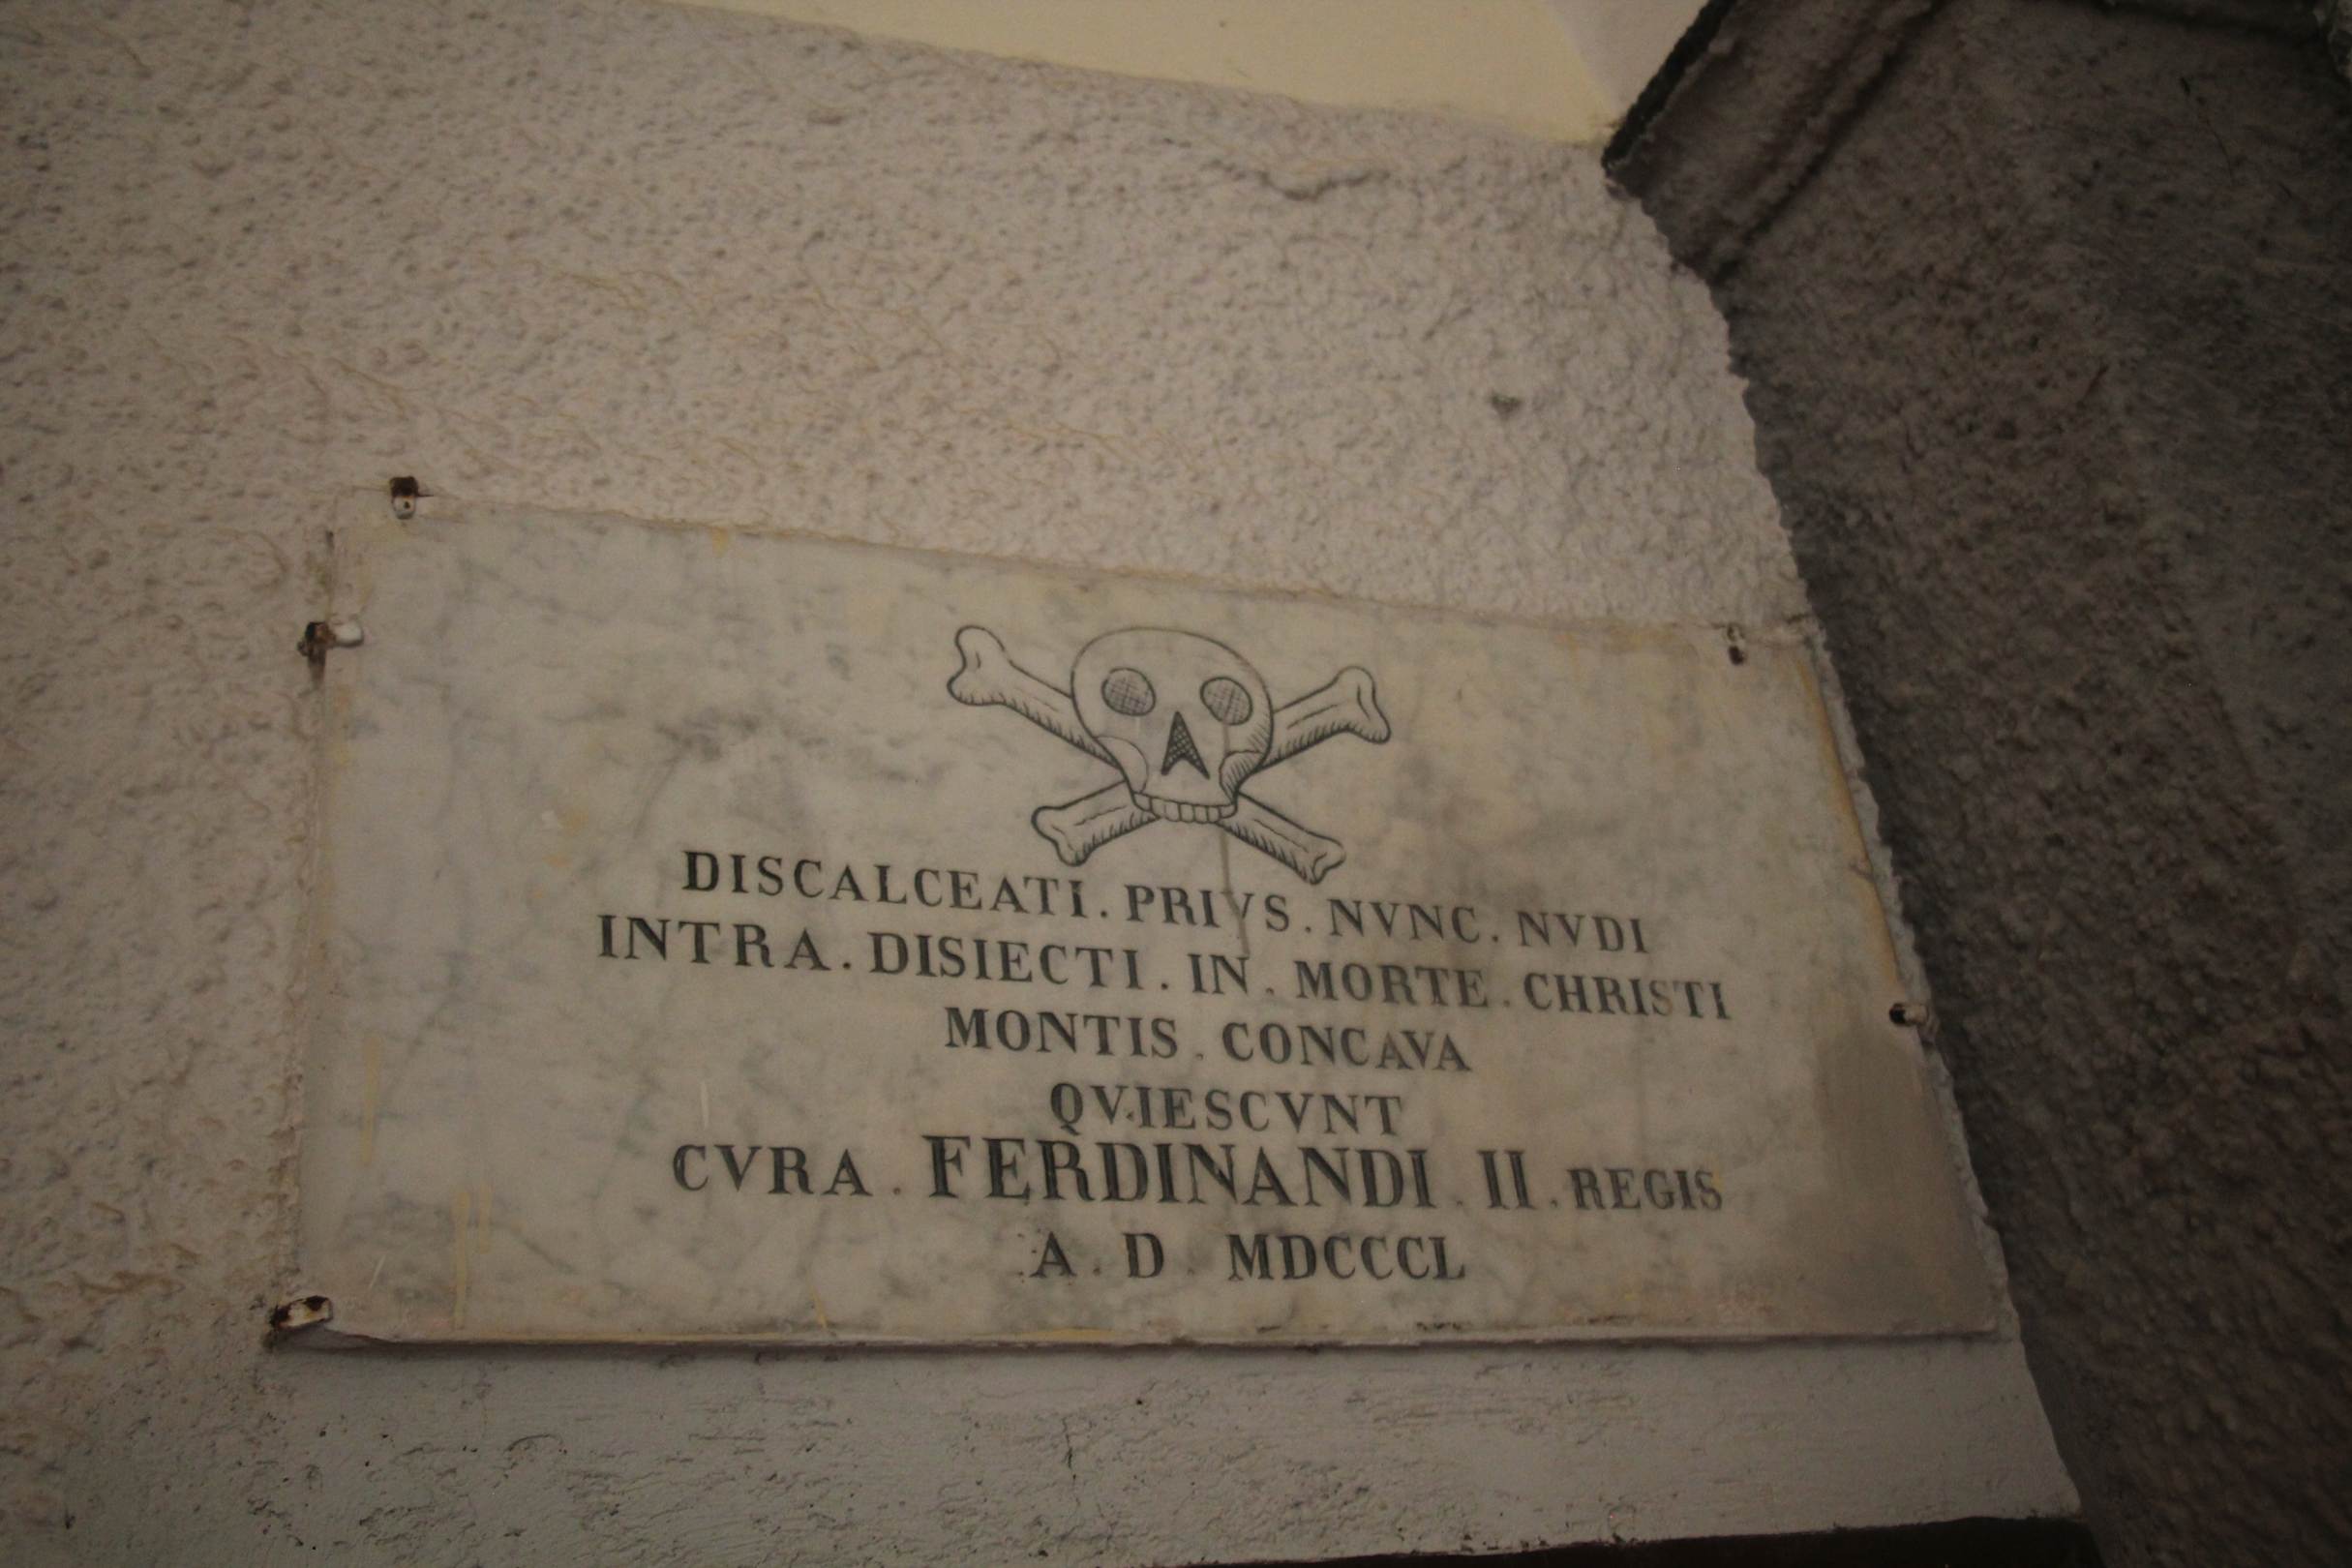 DISCALCEATI . PRIVS . NVNC . NVDI
INTRA . DISIECTI . IN . MORTE . CHRISTI
MONTIS . CONCAVA
QVIESCVNT
CVRA . FERDINANDI . II . REGIS
A . D . MDCCCL